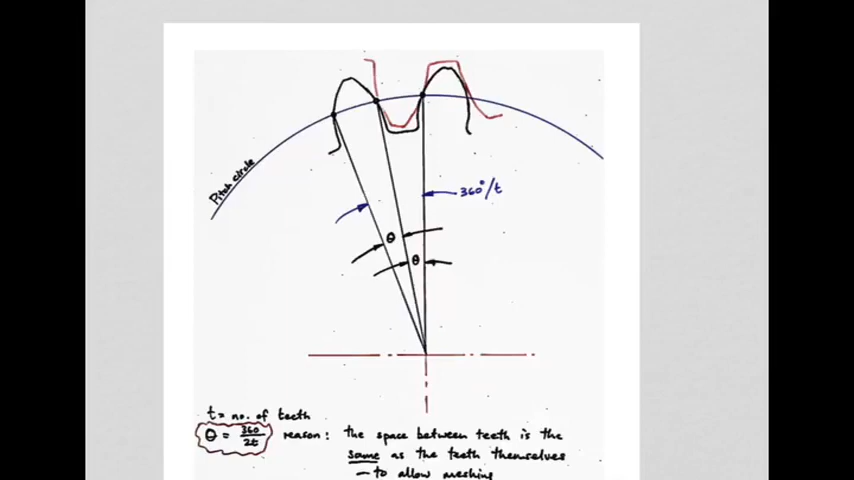 Pitch circle
360°/t
θ
θ
t = no. of teeth
θ = 360/2t reason: the space between teeth is the
same as the teeth themselves
– to allow meshing